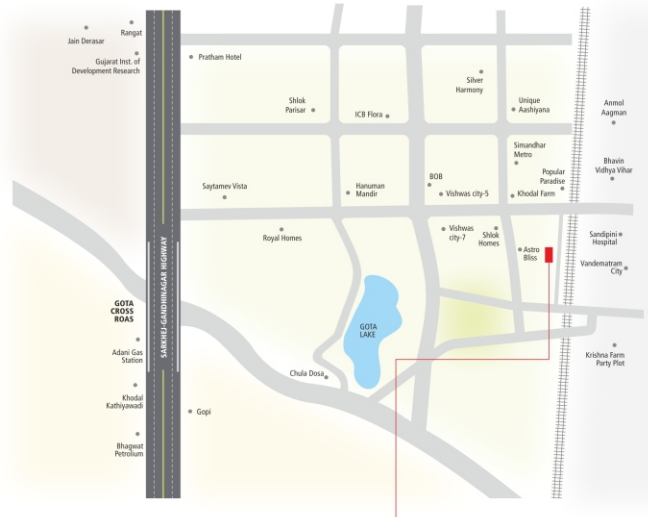 Rangat
Jain Derasar
Gujarat Inst. of
Development Research
Pratham Hotel
Silver
Harmony
Shlok
Parisar
ICB Flora
Unique
Aashiyana
Anmol
Aagman
Simandhar
Metro
Popular
Paradise
Bhavin
Vidhya Vihar
Saytamev Vista
Hanuman
Mandir
BOB
Vishwas city-5
Khodal Farm
Royal Homes
Vishwas
city-7
Shlok
Homes
Astro
Bliss
Sandipini
Hospital
Vandematram
City
SARKHEJ-GANDHINAGAR HIGHWAY
GOTA
CROSS
ROAS
GOTA
LAKE
Adani Gas
Station
Krishna Farm
Party Plot
Chula Dosa
Khodal
Kathiyawadi
Gopi
Bhagwat
Petrolium